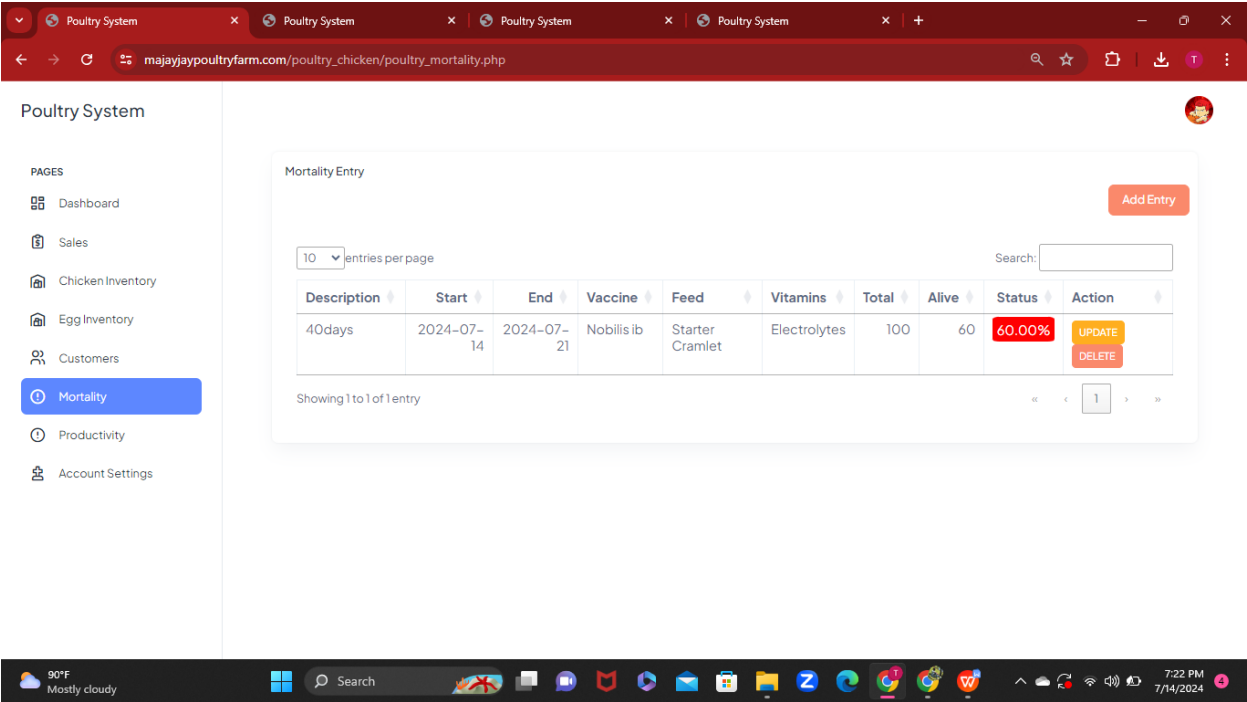 Poultry System
Poultry System
Poultry System
Poultry System
majayjaypoultryfarm.com/poultry_chicken/poultry_mortality.php
T
Poultry System
PAGES
Dashboard
Sales
Chicken Inventory
Egg Inventory
Customers
Mortality
Productivity
Account Settings
Mortality Entry
Add Entry
10 entries per page
Search:
Description Start End Vaccine Feed Vitamins Total Alive Status Action
40days 2024-07-14 2024-07-21 Nobilis ib Starter Cramlet Electrolytes 100 60 60.00% UPDATE
DELETE
Showing 1 to 1 of 1 entry
« ‹ 1 › »
90°F
Mostly cloudy
Search
7:22 PM
7/14/2024
4